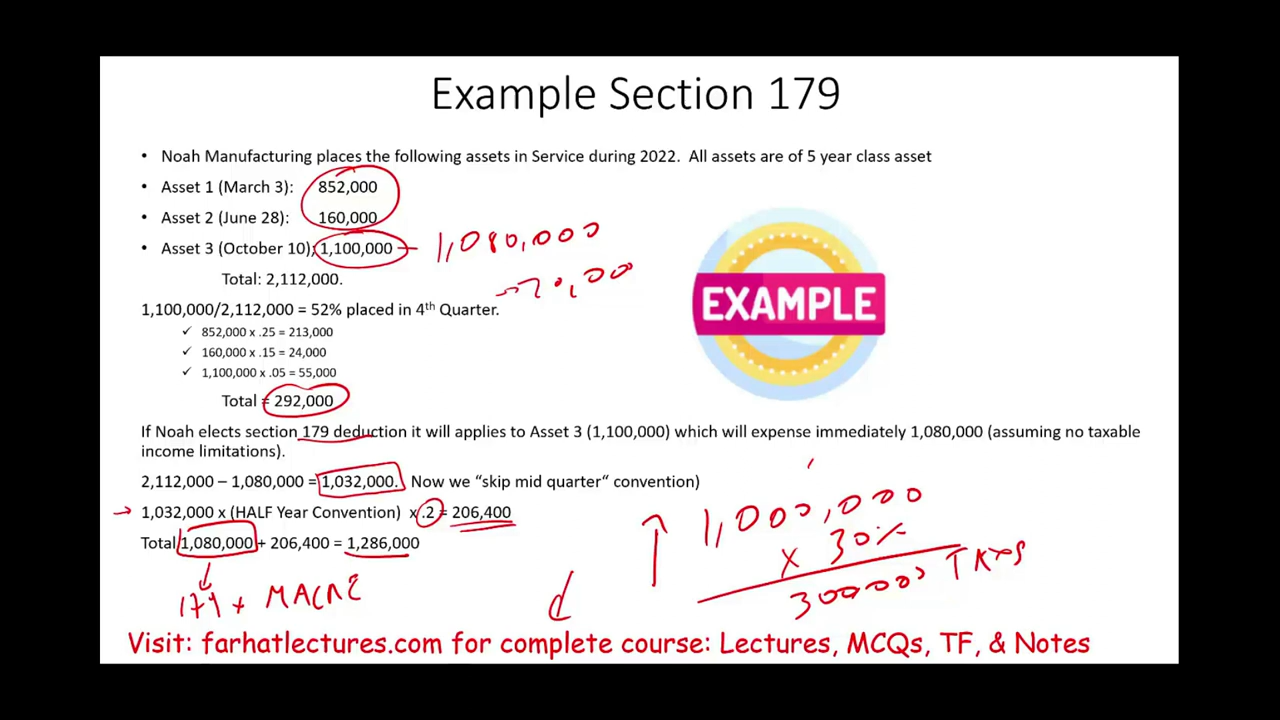 Example Section 179
• Noah Manufacturing places the following assets in Service during 2022. All assets are of 5 year class asset
• Asset 1 (March 3): 852,000
• Asset 2 (June 28): 160,000
• Asset 3 (October 10): 1,100,000 1,080,000
Total: 2,112,000.
1,100,000/2,112,000 = 52% placed in 4th Quarter.
EXAMPLE
✓ 852,000 x .25 = 213,000
✓ 160,000 x .15 = 24,000
✓ 1,100,000 x .05 = 55,000
Total = 292,000
If Noah elects section 179 deduction it will applies to Asset 3 (1,100,000) which will expense immediately 1,080,000 (assuming no taxable
income limitations).
2,112,000 – 1,080,000 = 1,032,000. Now we “skip mid quarter“ convention)
1,032,000 x (HALF Year Convention) x .2 = 206,400
Total 1,080,000 + 206,400 = 1,286,000
1,000,000
x 30%
300000
179 +
Visit: farhatlectures.com for complete course: Lectures, MCQs, TF, & Notes